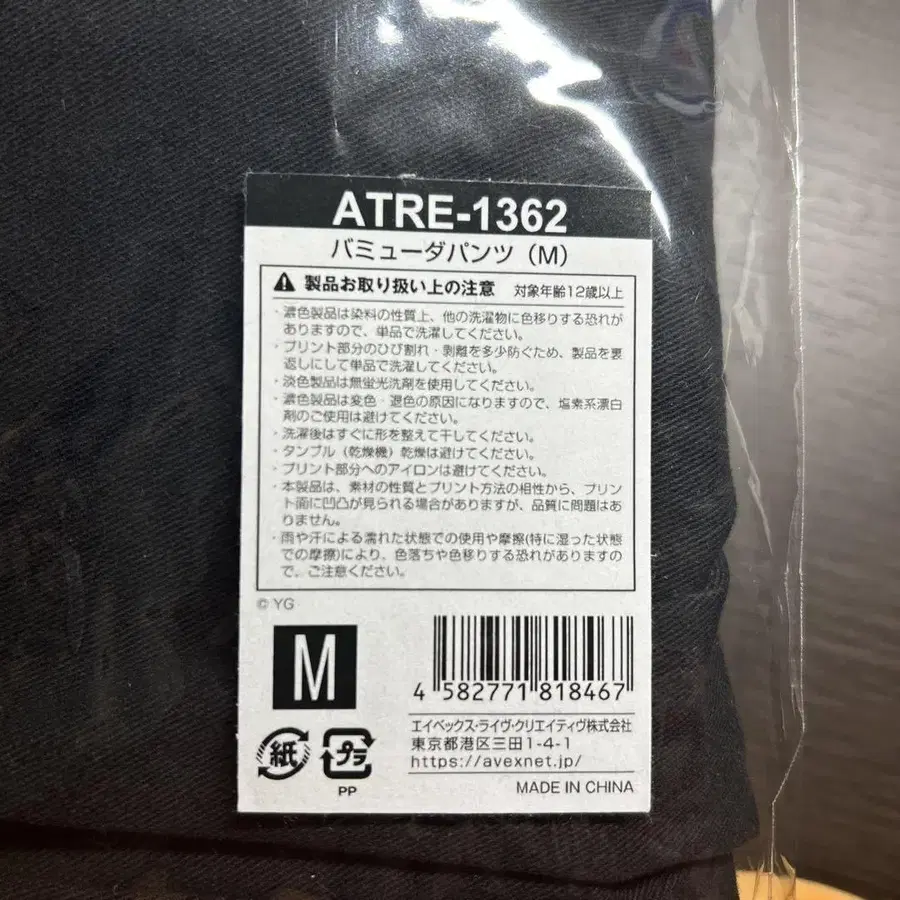 ATRE-1362
バミューダパンツ（M）
製品お取り扱い上の注意 対象年齢12歳以上
・濃色製品は染料の性質上、他の洗濯物に色移りする恐れが
ありますので、単品で洗濯してください。
・プリント部分のひび割れ・剥離を多少防ぐため、製品を裏
返しにして単品で洗濯してください。
・淡色製品は無蛍光洗剤を使用してください。
・濃色製品は変色・退色の原因になりますので、塩素系漂白
剤のご使用は避けてください。
・洗濯後はすぐに形を整えて干してください。
・タンブル（乾燥機）乾燥は避けてください。
・プリント部分へのアイロンは避けてください。
・本製品は、素材の性質とプリント方法の相性から、プリン
ト面に凹凸が見られる場合がありますが、品質に問題はあ
りません。
・雨や汗による濡れた状態での使用や摩擦(特に湿った状態
での摩擦)により、色落ちや色移りする恐れがありますの
で、ご注意ください。
© YG
M
4 582771 818467
エイベックス・ライヴ・クリエイティヴ株式会社
東京都港区三田1-4-1
https://avexnet.jp/
紙 プラ
PP
MADE IN CHINA